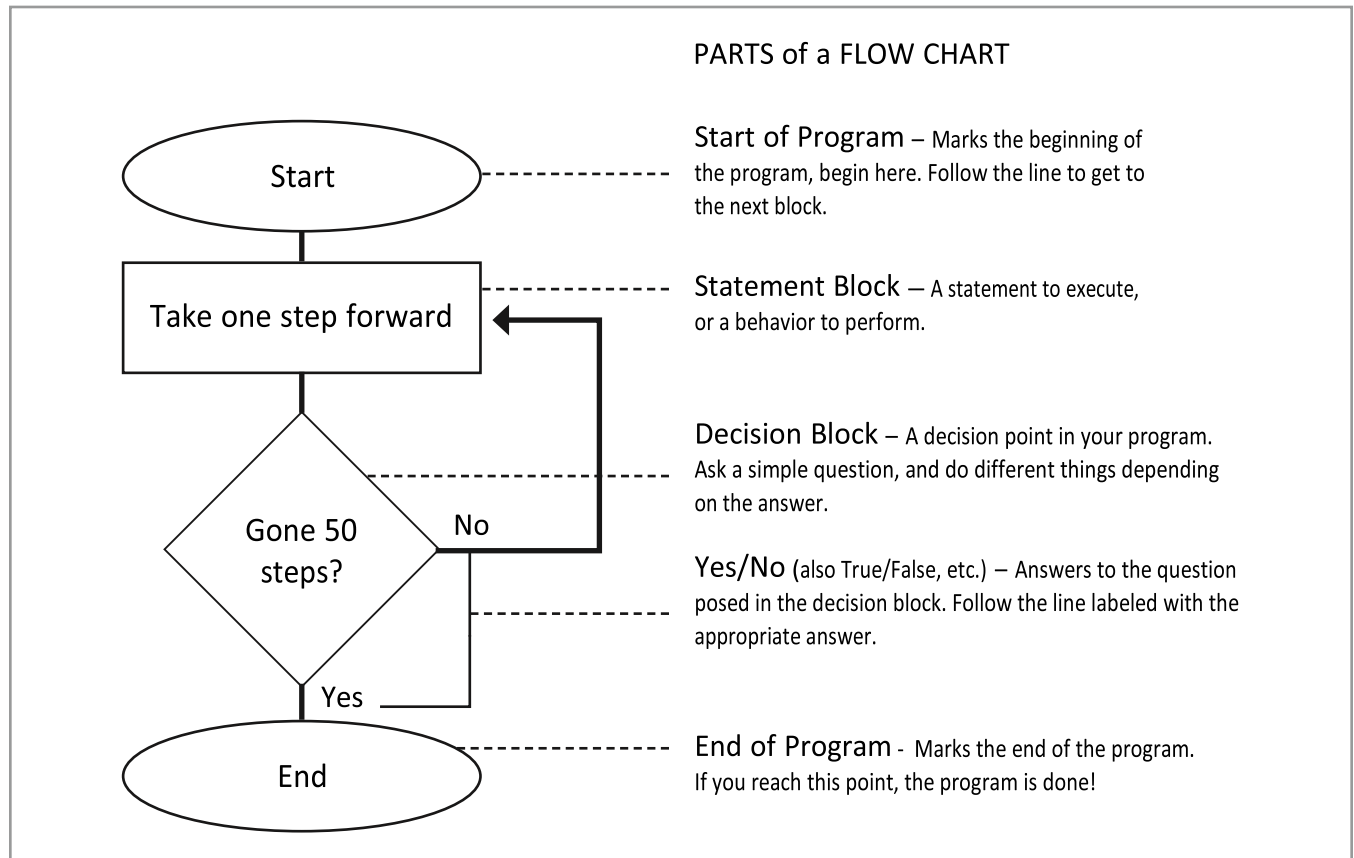 PARTS of a FLOW CHART
Start
Start of Program – Marks the beginning of
the program, begin here. Follow the line to get to
the next block.
Take one step forward
Statement Block – A statement to execute,
or a behavior to perform.
Gone 50
steps?
No
Yes
Decision Block – A decision point in your program.
Ask a simple question, and do different things depending
on the answer.
Yes/No (also True/False, etc.) – Answers to the question
posed in the decision block. Follow the line labeled with the
appropriate answer.
End
End of Program - Marks the end of the program.
If you reach this point, the program is done!